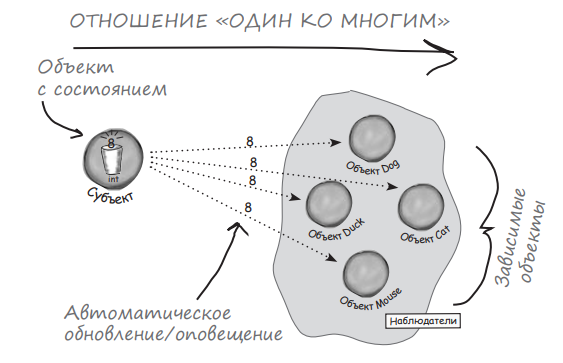 ОТНОШЕНИЕ «ОДИН КО МНОГИМ»
Объект
с состоянием
8
int
Субъект
8
8
8
8
Объект Dog
Объект Cat
Объект Duck
Объект Mouse
Наблюдатели
Зависимые
объекты
Автоматическое
обновление/оповещение